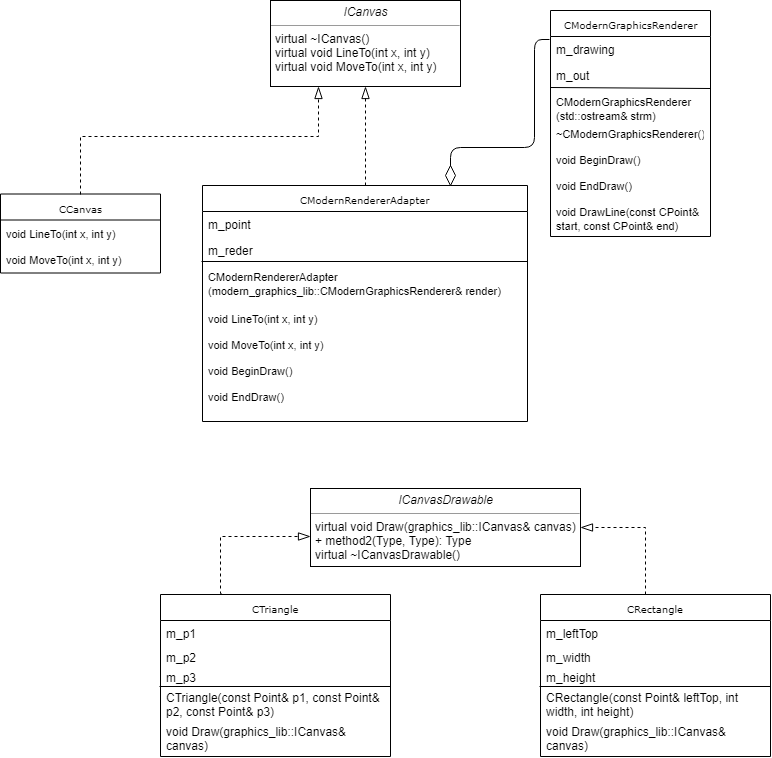 ICanvas
virtual ~ICanvas()
virtual void LineTo(int x, int y)
virtual void MoveTo(int x, int y)
CModernGraphicsRenderer
m_drawing
m_out
CModernGraphicsRenderer
(std::ostream& strm)
~CModernGraphicsRenderer()
void BeginDraw()
void EndDraw()
void DrawLine(const CPoint&
start, const CPoint& end)
CCanvas
void LineTo(int x, int y)
void MoveTo(int x, int y)
CModernRendererAdapter
m_point
m_reder
CModernRendererAdapter
(modern_graphics_lib::CModernGraphicsRenderer& render)
void LineTo(int x, int y)
void MoveTo(int x, int y)
void BeginDraw()
void EndDraw()
ICanvasDrawable
virtual void Draw(graphics_lib::ICanvas& canvas)
+ method2(Type, Type): Type
virtual ~ICanvasDrawable()
CTriangle
m_p1
m_p2
m_p3
CTriangle(const Point& p1, const Point&
p2, const Point& p3)
void Draw(graphics_lib::ICanvas&
canvas)
CRectangle
m_leftTop
m_width
m_height
CRectangle(const Point& leftTop, int
width, int height)
void Draw(graphics_lib::ICanvas&
canvas)